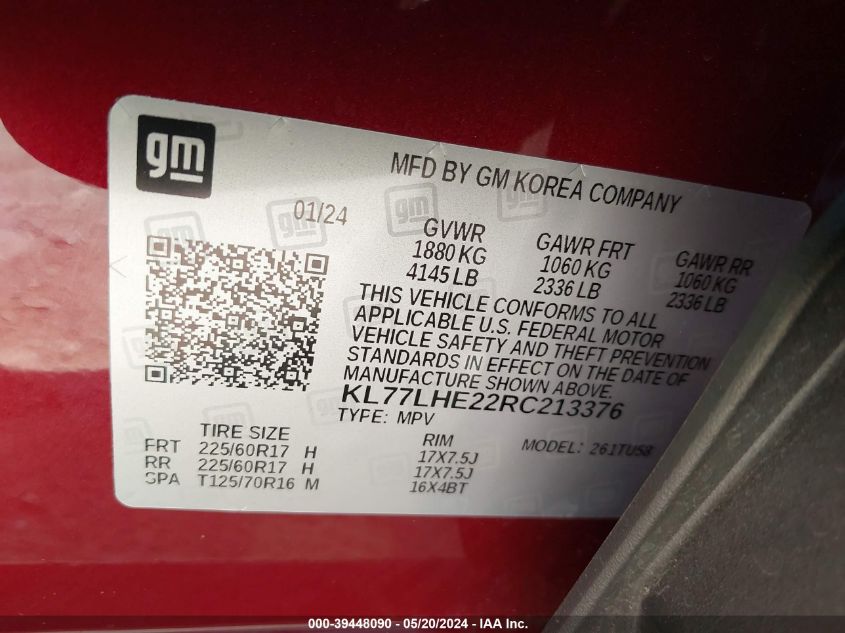 gm
MFD BY GM KOREA COMPANY
01/24
GVWR
1880 KG
4145 LB
GAWR FRT
1060 KG
2336 LB
GAWR RR
1060 KG
2336 LB
THIS VEHICLE CONFORMS TO ALL
APPLICABLE U.S. FEDERAL MOTOR
VEHICLE SAFETY AND THEFT PREVENTION
STANDARDS IN EFFECT ON THE DATE OF
MANUFACTURE SHOWN ABOVE.
KL77LHE22RC213376
TYPE: MPV
TIRE SIZE
FRT 225/60R17 H
RR 225/60R17 H
SPA T125/70R16 M
RIM
17X7.5J
17X7.5J
16X4BT
MODEL: 261TU58
000-39448090 - 05/20/2024 - IAA Inc.